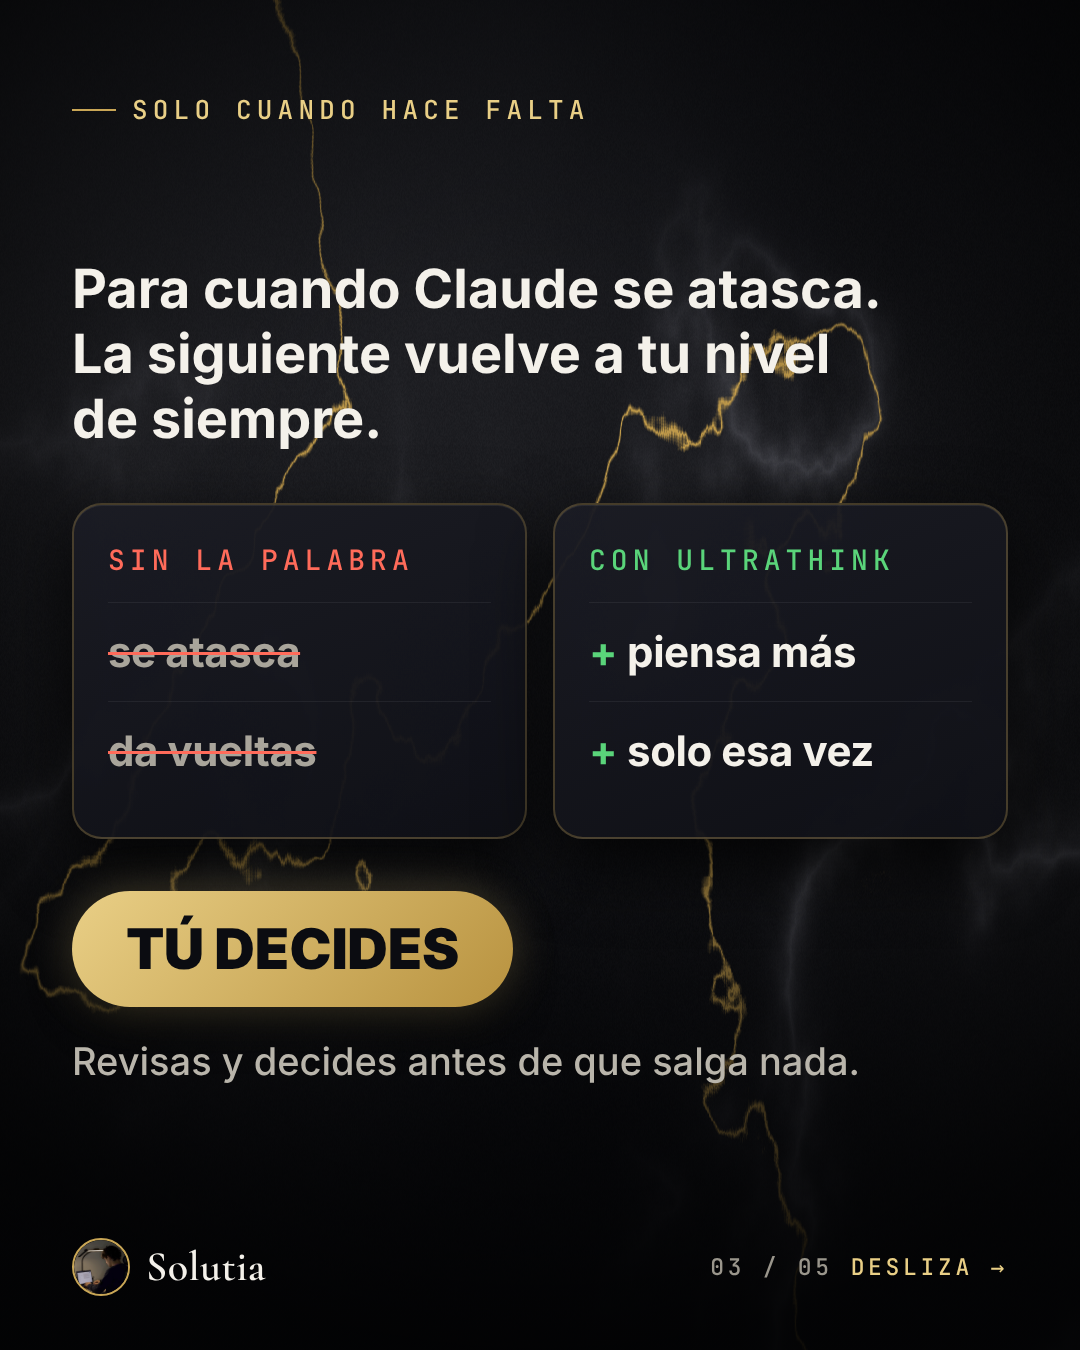 SOLO CUANDO HACE FALTA
Para cuando Claude se atasca.
La siguiente vuelve a tu nivel
de siempre.
SIN LA PALABRA
se atasca
da vueltas
CON ULTRATHINK
+ piensa más
+ solo esa vez
TÚ DECIDES
Revisas y decides antes de que salga nada.
Solutia
03 / 05 DESLIZA →